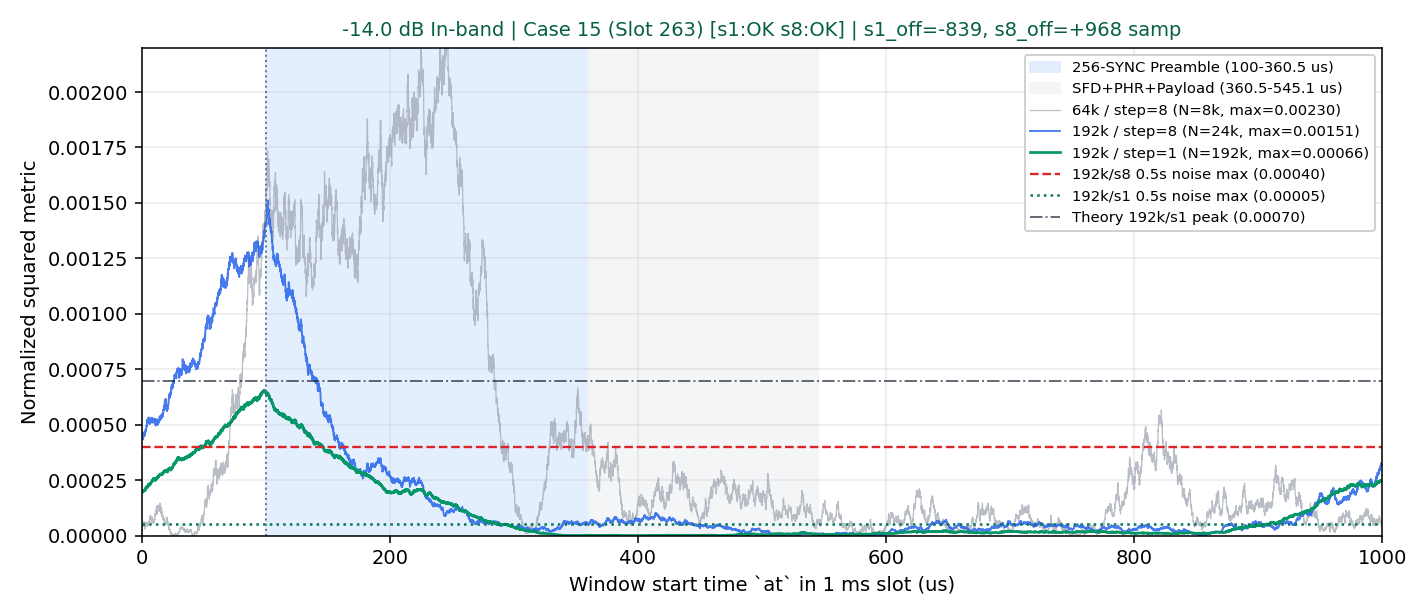 -14.0 dB In-band | Case 15 (Slot 263) [s1:OK s8:OK] | s1_off=-839, s8_off=+968 samp
256-SYNC Preamble (100-360.5 us)
SFD+PHR+Payload (360.5-545.1 us)
64k / step=8 (N=8k, max=0.00230)
192k / step=8 (N=24k, max=0.00151)
192k / step=1 (N=192k, max=0.00066)
192k/s8 0.5s noise max (0.00040)
192k/s1 0.5s noise max (0.00005)
Theory 192k/s1 peak (0.00070)
Normalized squared metric
0.00200
0.00175
0.00150
0.00125
0.00100
0.00075
0.00050
0.00025
0.00000
0 200 400 600 800 1000
Window start time `at` in 1 ms slot (us)